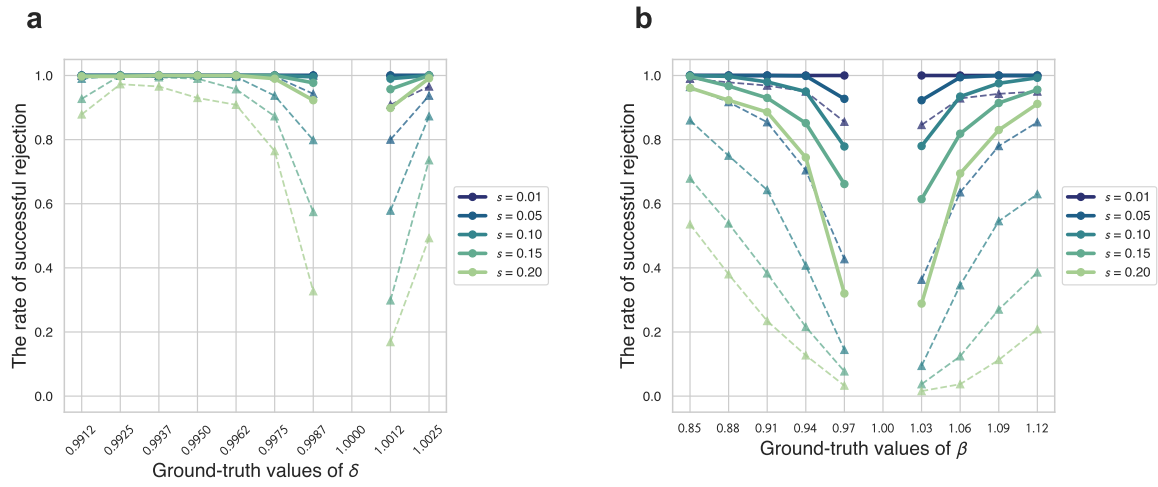 a
The rate of successful rejection
1.0
0.8
0.6
0.4
0.2
0.0
0.9912
0.9925
0.9937
0.9950
0.9962
0.9975
0.9987
1.0000
1.0012
1.0025
Ground-truth values of δ
s = 0.01
s = 0.05
s = 0.10
s = 0.15
s = 0.20
b
The rate of successful rejection
1.0
0.8
0.6
0.4
0.2
0.0
0.85
0.88
0.91
0.94
0.97
1.00
1.03
1.06
1.09
1.12
Ground-truth values of β
s = 0.01
s = 0.05
s = 0.10
s = 0.15
s = 0.20